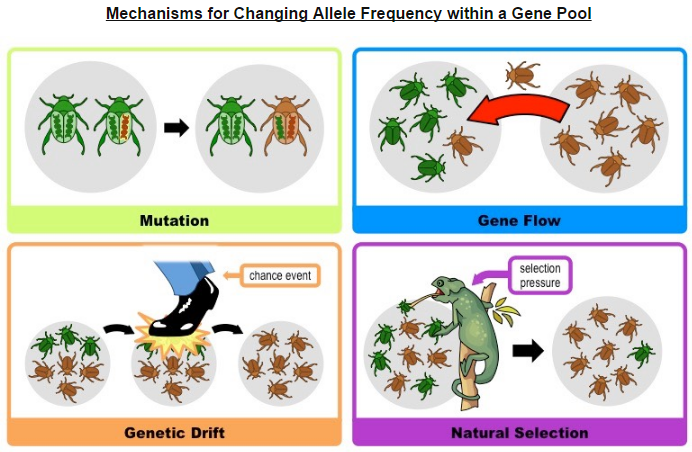 Mechanisms for Changing Allele Frequency within a Gene Pool
Mutation
Gene Flow
chance event
Genetic Drift
selection
pressure
Natural Selection